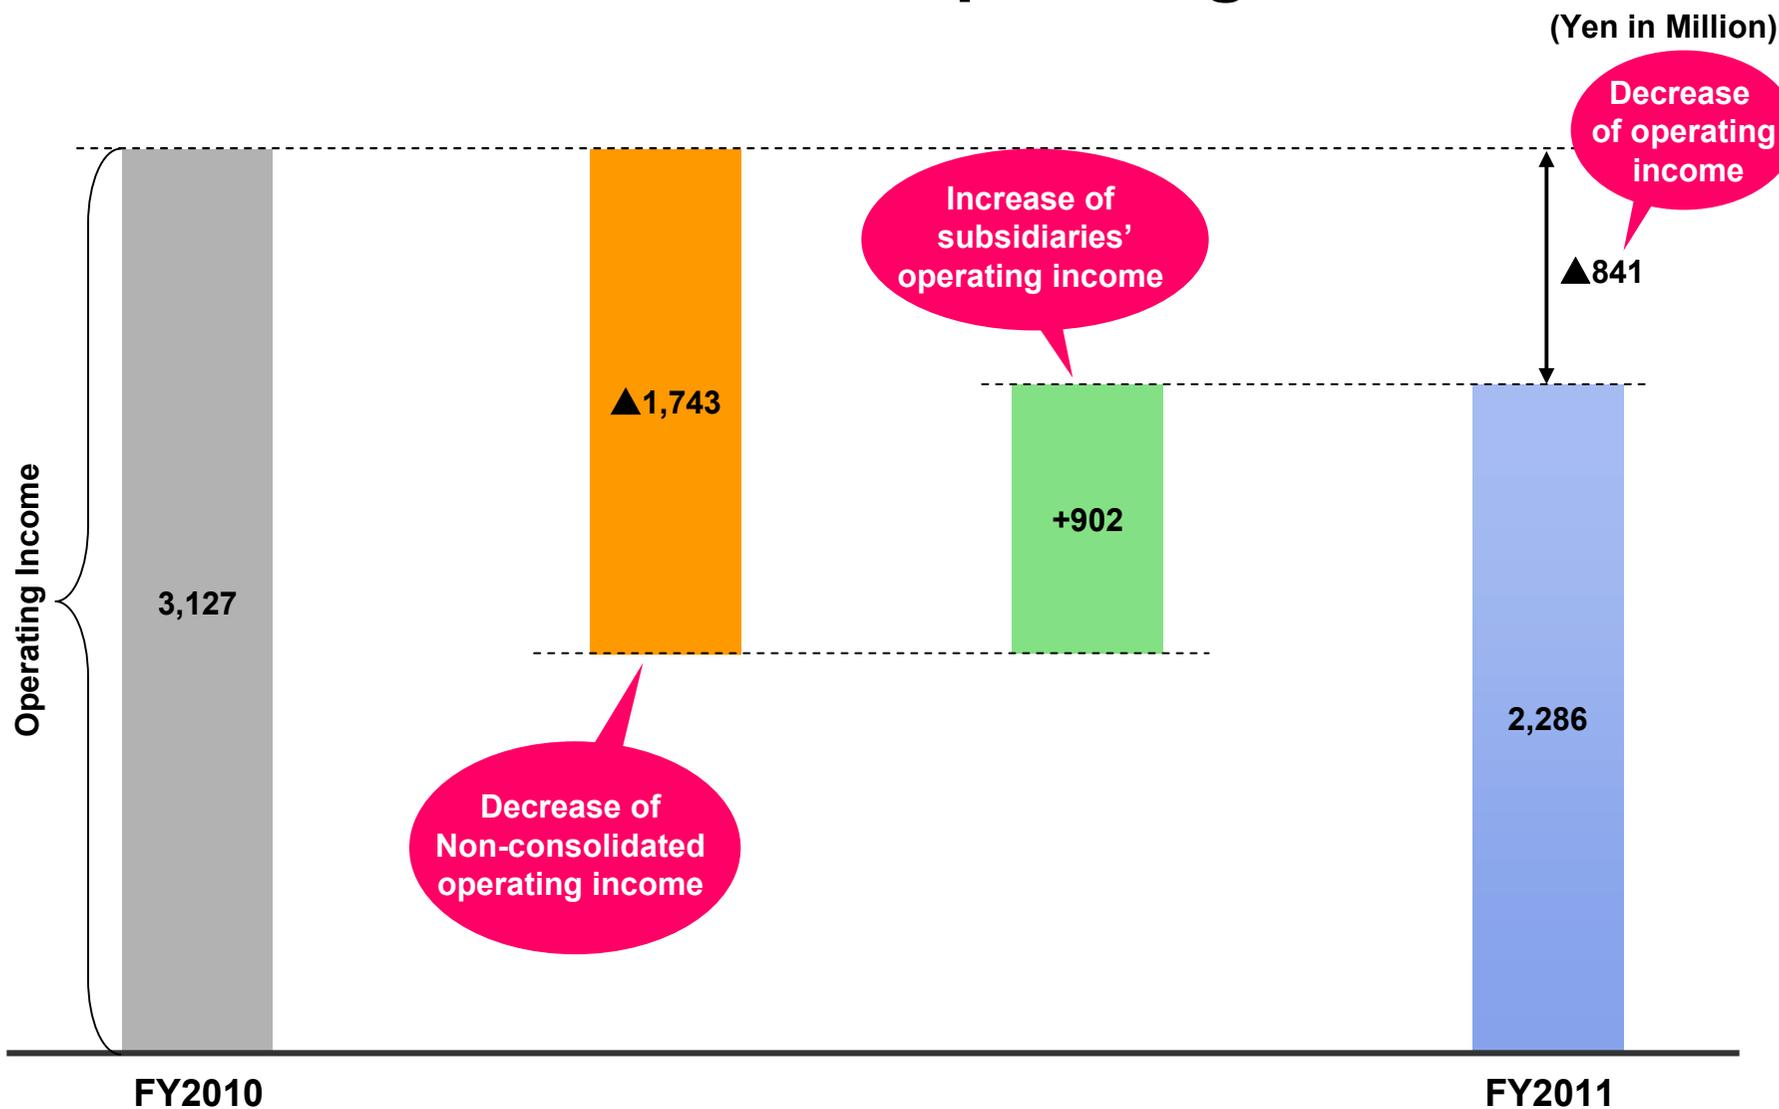 (Yen in Million)
Decrease
of operating
income
Increase of
subsidiaries’
operating income
▲841
▲1,743
+902
Operating Income
3,127
2,286
Decrease of
Non-consolidated
operating income
FY2010
FY2011